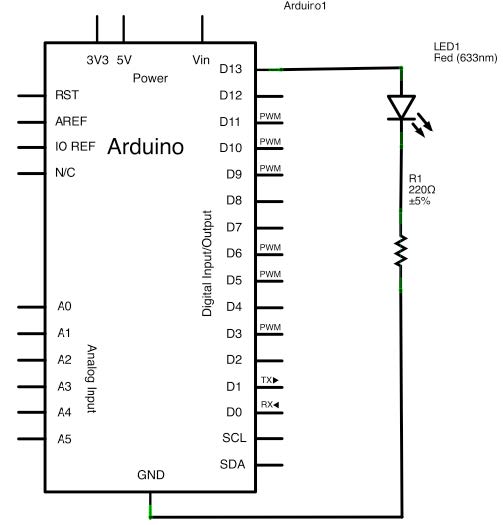 Arduino1
3V3 5V Vin
Power
D13
RST D12
AREF D11 PWM
IO REF Arduino D10 PWM
N/C D9 PWM
D8
D7
D6 PWM
D5 PWM
Digital Input/Output
A0 D4
A1 D3 PWM
A2 D2
A3 D1 TX▶
A4 D0 RX◀
A5 SCL
Analog Input
SDA
GND
LED1
Fed (633nm)
R1
220Ω
±5%